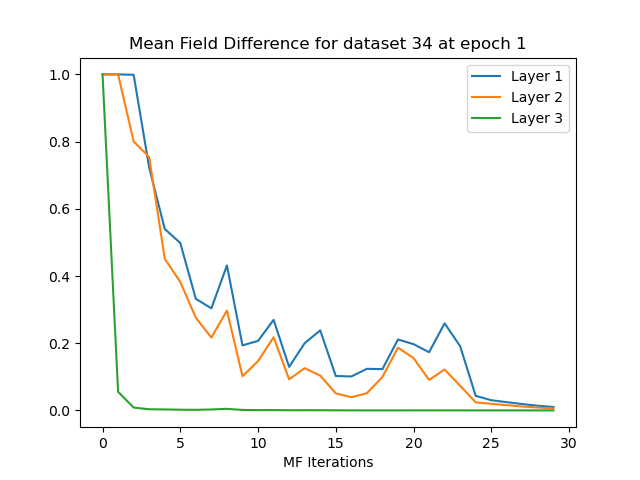 Mean Field Difference for dataset 34 at epoch 1
1.0
0.8
0.6
0.4
0.2
0.0
Layer 1
Layer 2
Layer 3
0 5 10 15 20 25 30
MF Iterations